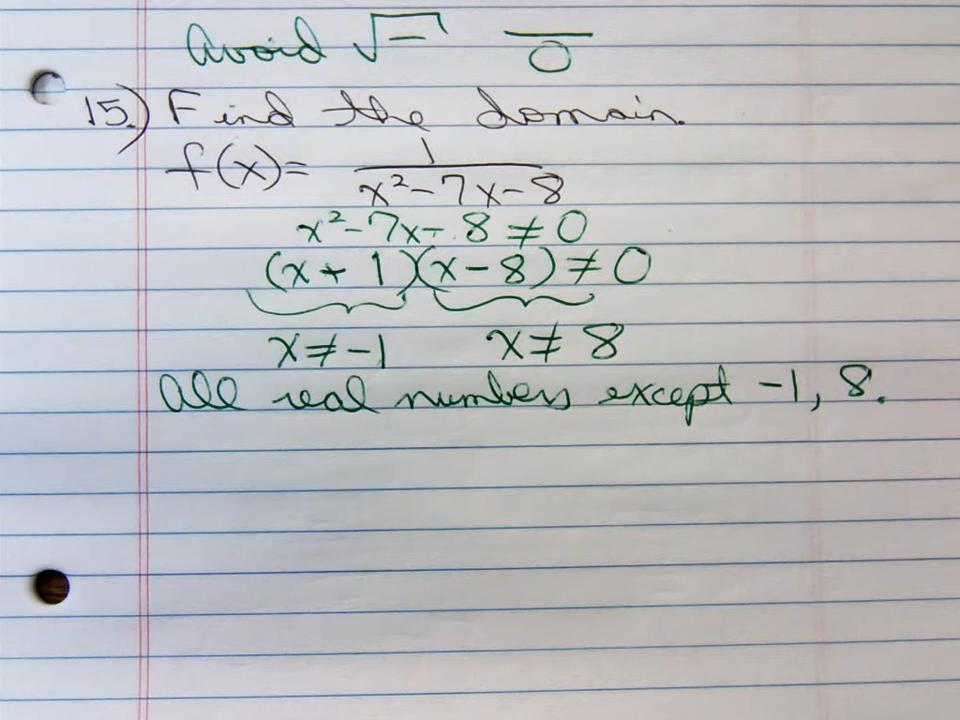 Avoid √− —/0
15.) Find the domain.
f(x)= 1/(x²-7x-8)
x²-7x-8≠0
(x+1)(x-8)≠0
x≠-1 x≠8
All real numbers except -1, 8.